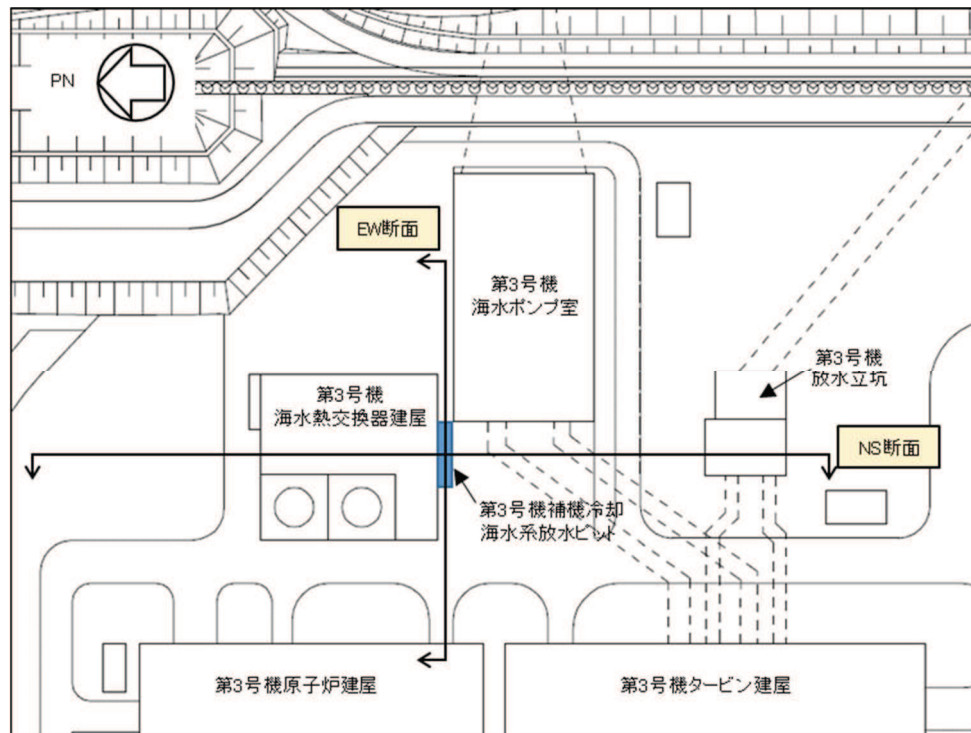 PN
EW断面
第3号機
海水ポンプ室
第3号機
放水立坑
第3号機
海水熱交換器建屋
NS断面
第3号機補機冷却
海水系放水ピット
第3号機原子炉建屋
第3号機タービン建屋